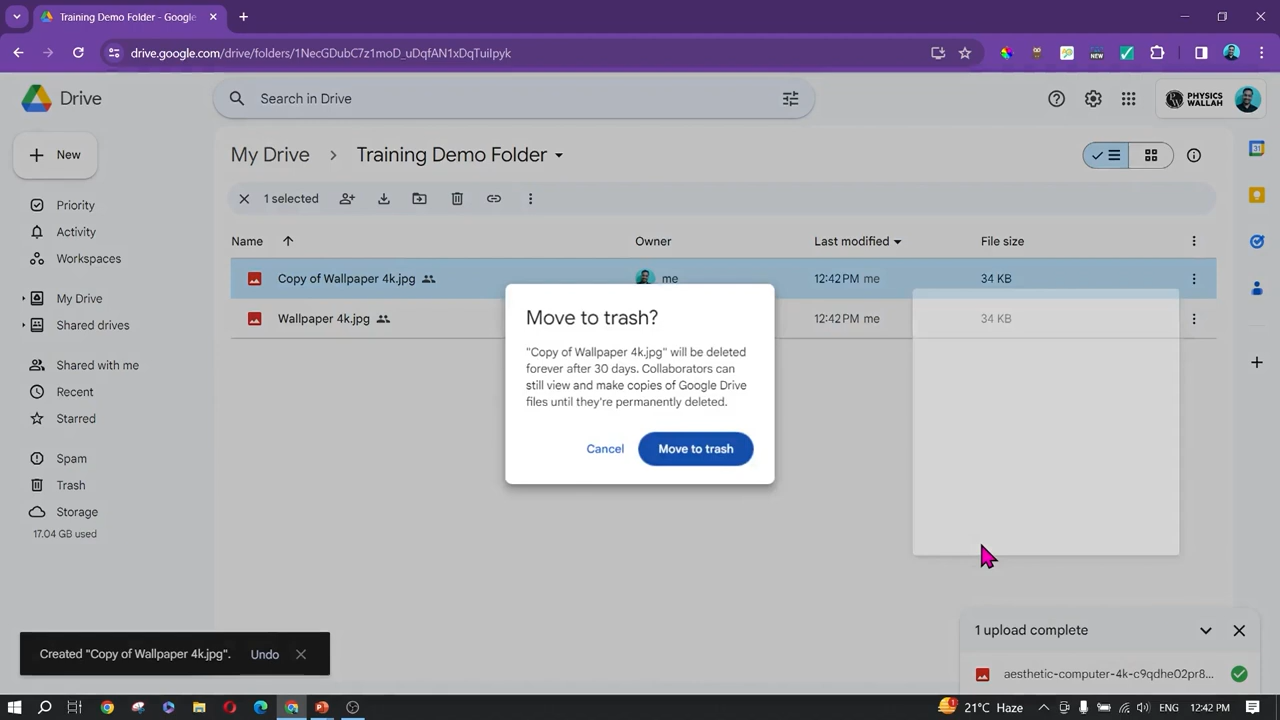 Training Demo Folder - Google
drive.google.com/drive/folders/1NecGDubC7z1moD_uDqfAN1xDqTuiIpyk
Drive
Search in Drive
PHYSICS
WALLAH
New
My Drive
Training Demo Folder
1 selected
Priority
Activity
Workspaces
My Drive
Shared drives
Shared with me
Recent
Starred
Spam
Trash
Storage
17.04 GB used
Name Owner Last modified File size
Copy of Wallpaper 4k.jpg me 12:42 PM me 34 KB
Wallpaper 4k.jpg 12:42 PM me 34 KB
Move to trash?
"Copy of Wallpaper 4k.jpg" will be deleted
forever after 30 days. Collaborators can
still view and make copies of Google Drive
files until they're permanently deleted.
Cancel Move to trash
Created "Copy of Wallpaper 4k.jpg". Undo
1 upload complete
aesthetic-computer-4k-c9qdhe02pr8...
NEW
31
1
21°C Haze
ENG
12:42 PM